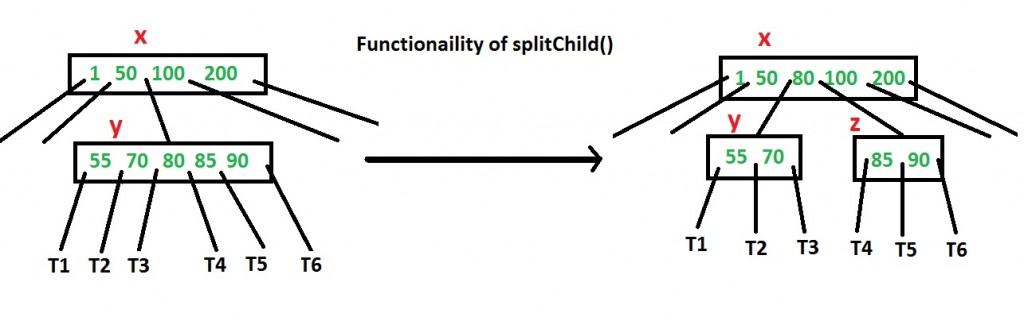 Functionaility of splitChild()
x
1 50 100 200
y
55 70 80 85 90
T1 T2 T3 T4 T5 T6
x
1 50 80 100 200
y z
55 70 85 90
T1 T2 T3 T4 T5 T6